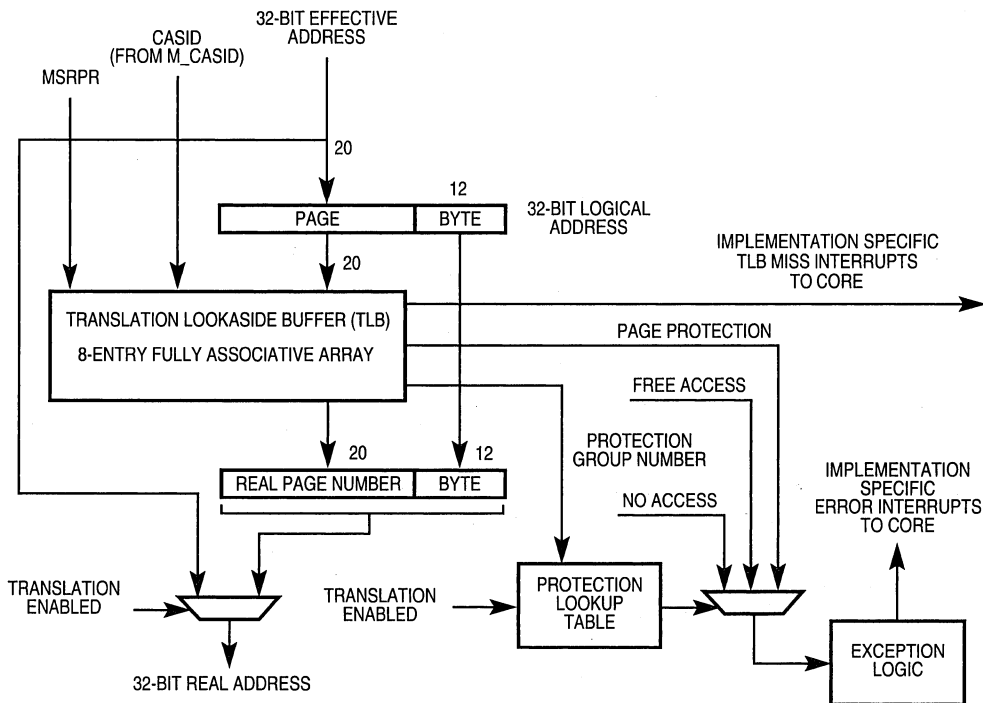 32-BIT EFFECTIVE
ADDRESS
CASID
(FROM M_CASID)
MSRPR
20
12
PAGE
BYTE
32-BIT LOGICAL
ADDRESS
20
IMPLEMENTATION SPECIFIC
TLB MISS INTERRUPTS
TO CORE
TRANSLATION LOOKASIDE BUFFER (TLB)
8-ENTRY FULLY ASSOCIATIVE ARRAY
PAGE PROTECTION
FREE ACCESS
PROTECTION
GROUP NUMBER
20
12
REAL PAGE NUMBER
BYTE
NO ACCESS
IMPLEMENTATION
SPECIFIC
ERROR INTERRUPTS
TO CORE
TRANSLATION
ENABLED
TRANSLATION
ENABLED
PROTECTION
LOOKUP
TABLE
EXCEPTION
LOGIC
32-BIT REAL ADDRESS